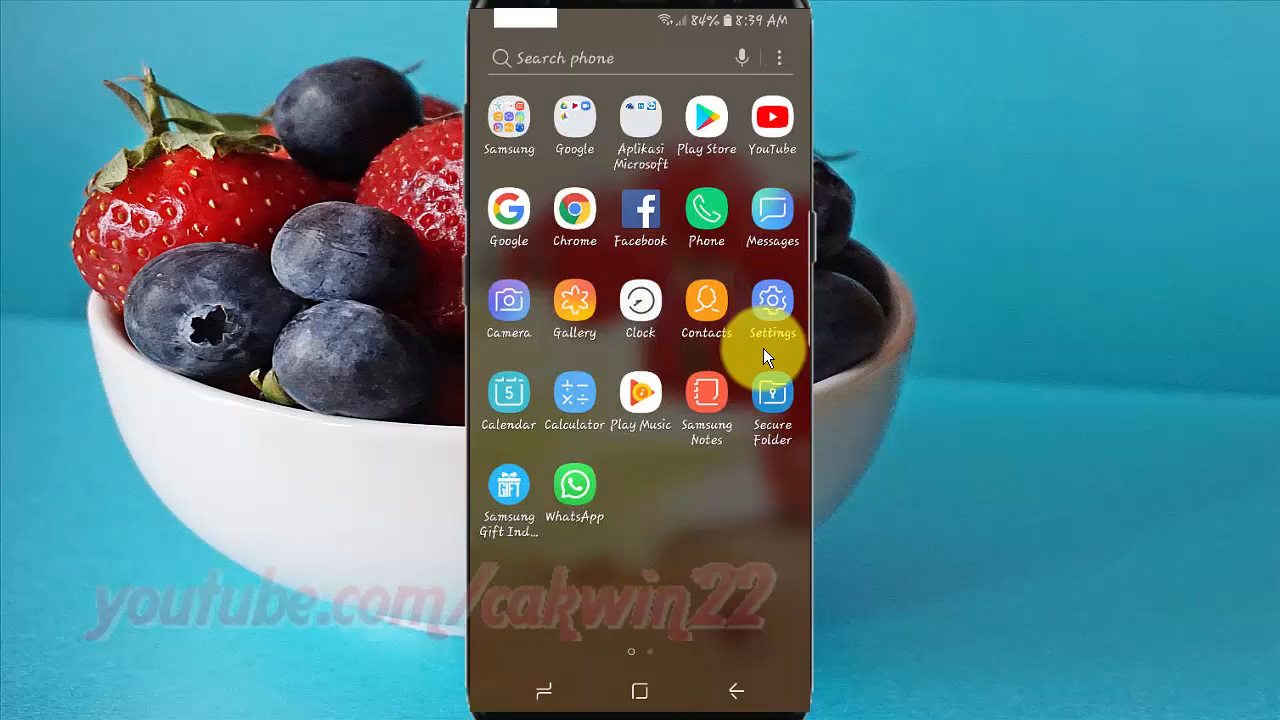 84% 8:39 AM
Search phone
Samsung Google Aplikasi Microsoft Play Store YouTube
Google Chrome Facebook Phone Messages
Camera Gallery Clock Contacts Settings
5
Calendar Calculator Play Music Samsung Notes Secure Folder
GIFT
Samsung Gift Ind... WhatsApp
youtube.com/cakwin22